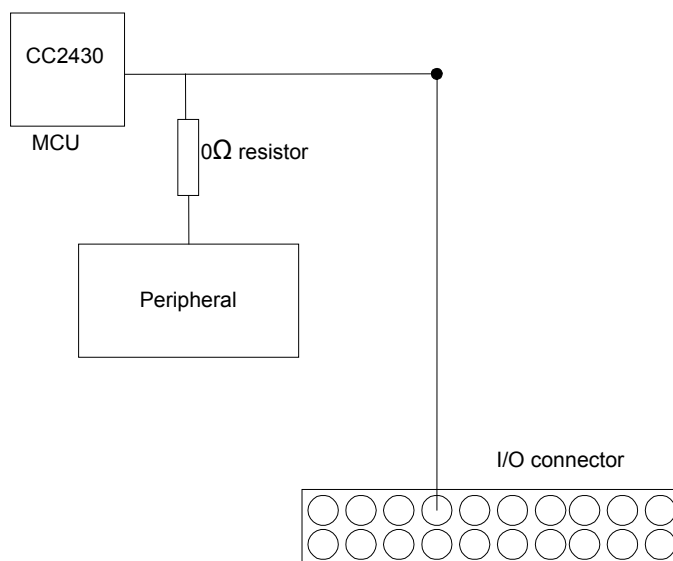 CC2430
MCU
0Ω resistor
Peripheral
I/O connector